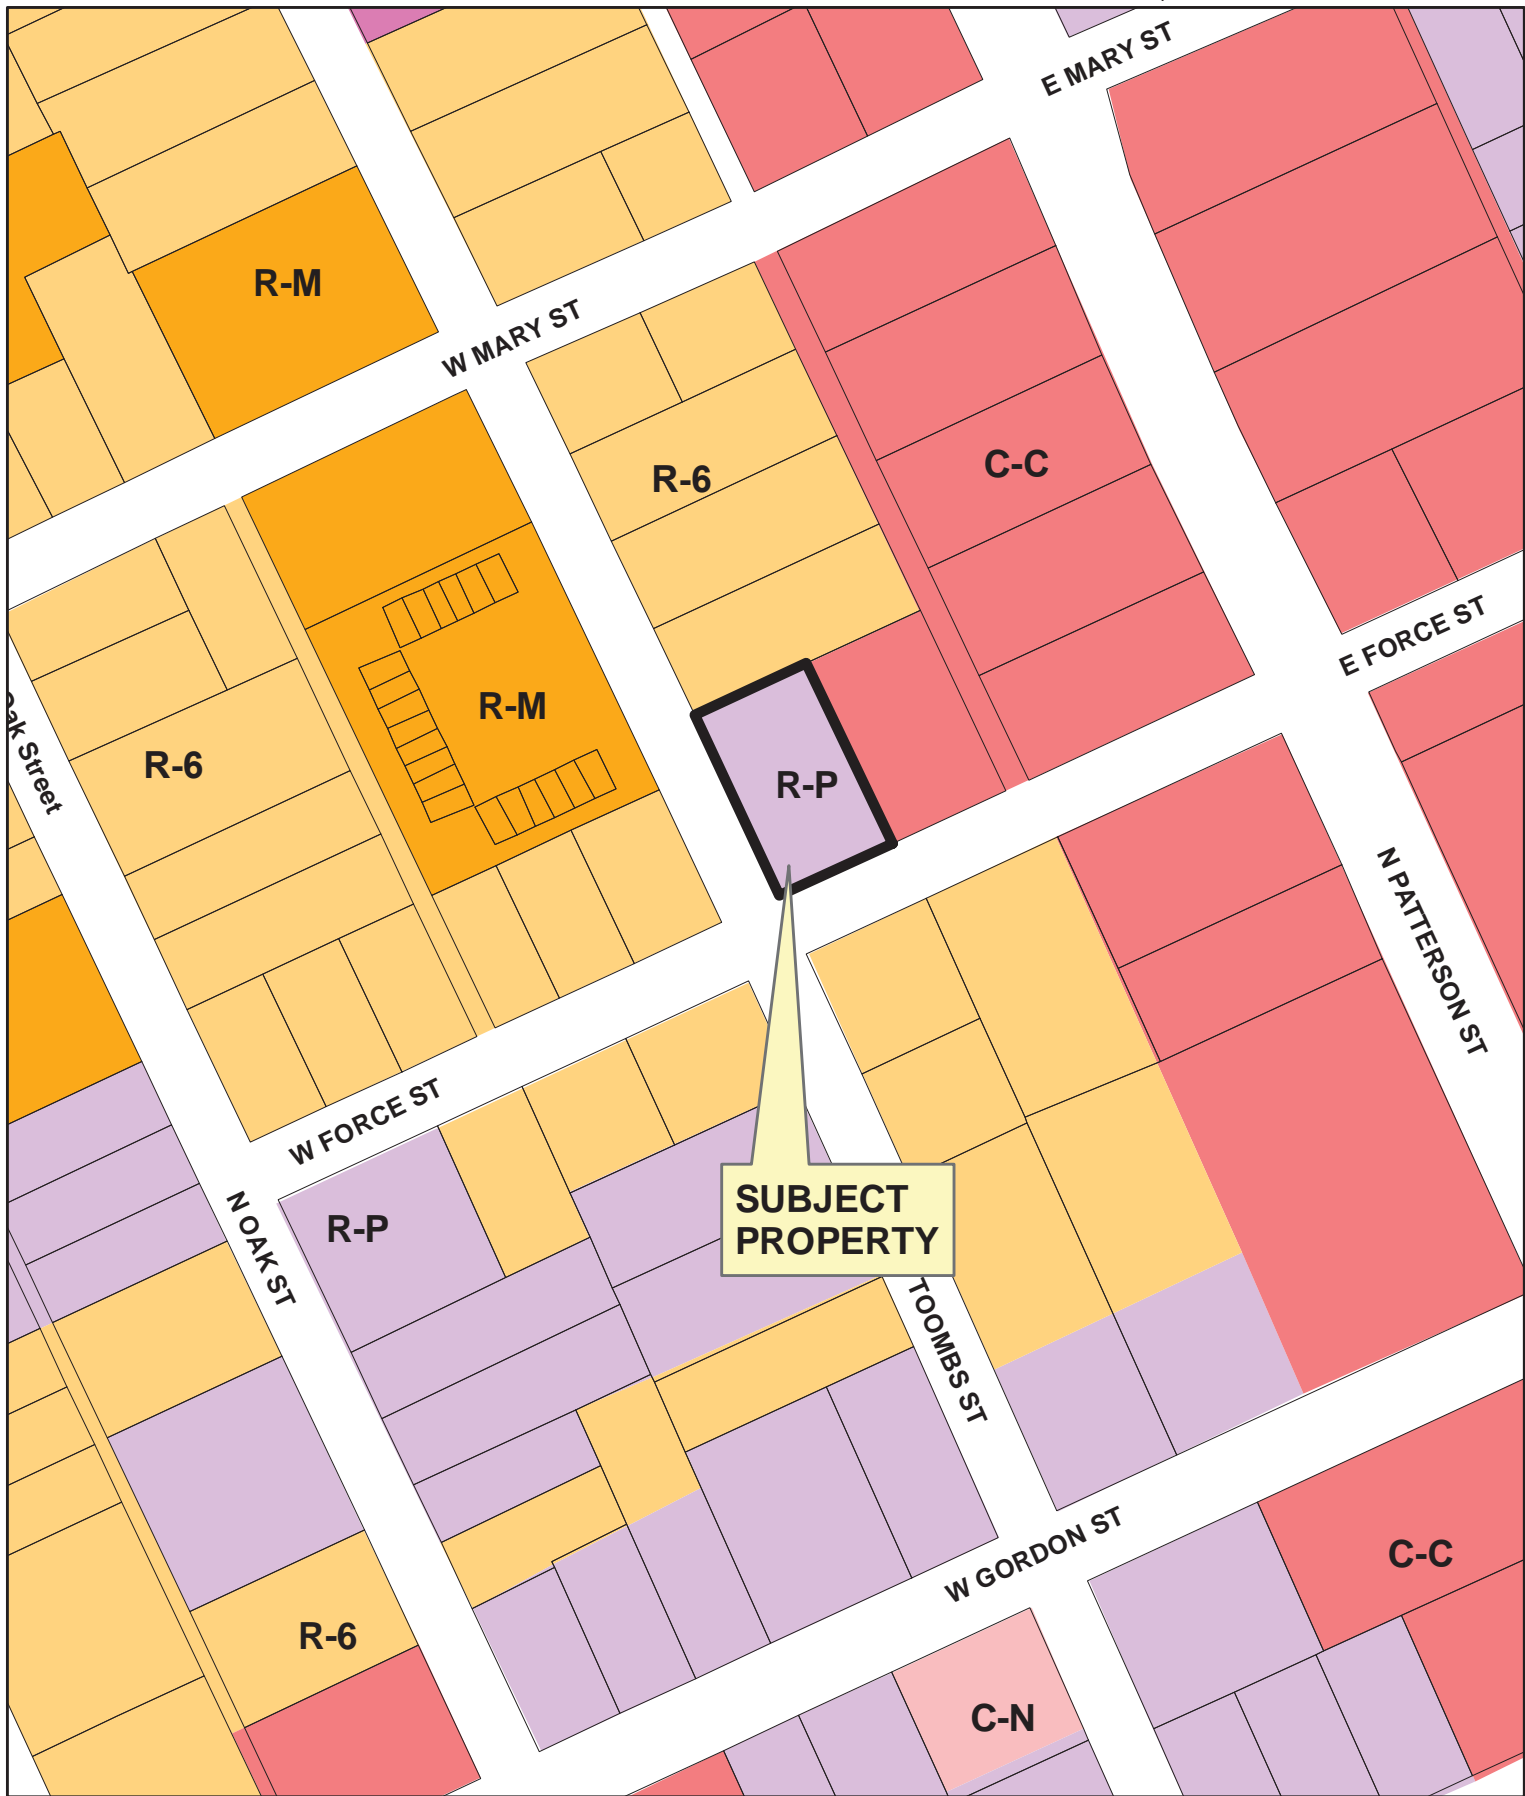 E MARY ST
R-M
W MARY ST
R-6
C-C
E FORCE ST
R-M
R-6
R-P
Oak Street
N PATTERSON ST
W FORCE ST
R-P
N OAK ST
SUBJECT
PROPERTY
TOOMBS ST
W GORDON ST
C-C
R-6
C-N